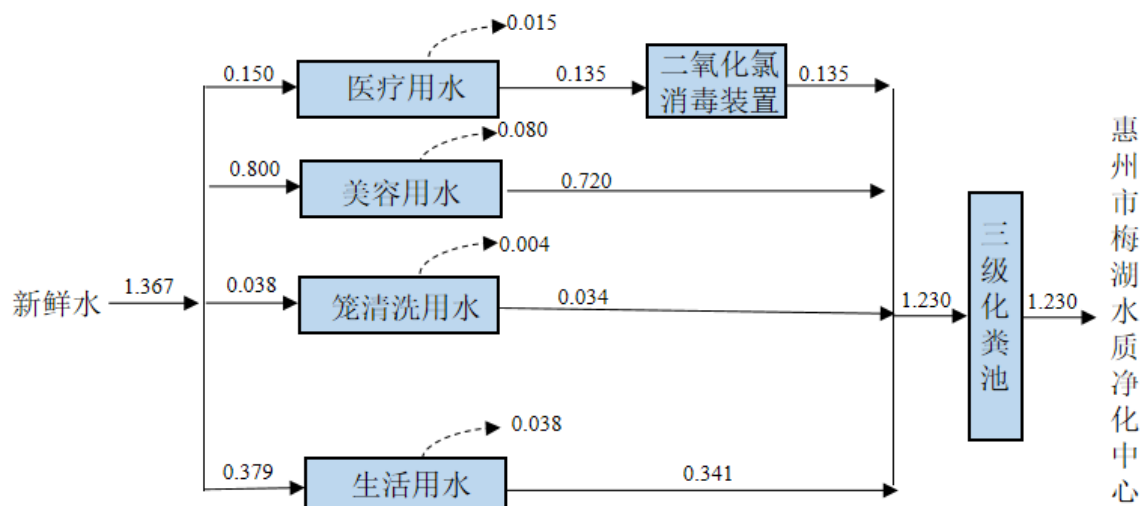 0.015
0.150
医疗用水
0.135
二氧化氯
消毒装置
0.135
0.080
0.800
美容用水
0.720
0.004
新鲜水
1.367
0.038
笼清洗用水
0.034
1.230
三级化粪池
1.230
惠州市梅湖水质净化中心
0.038
0.379
生活用水
0.341